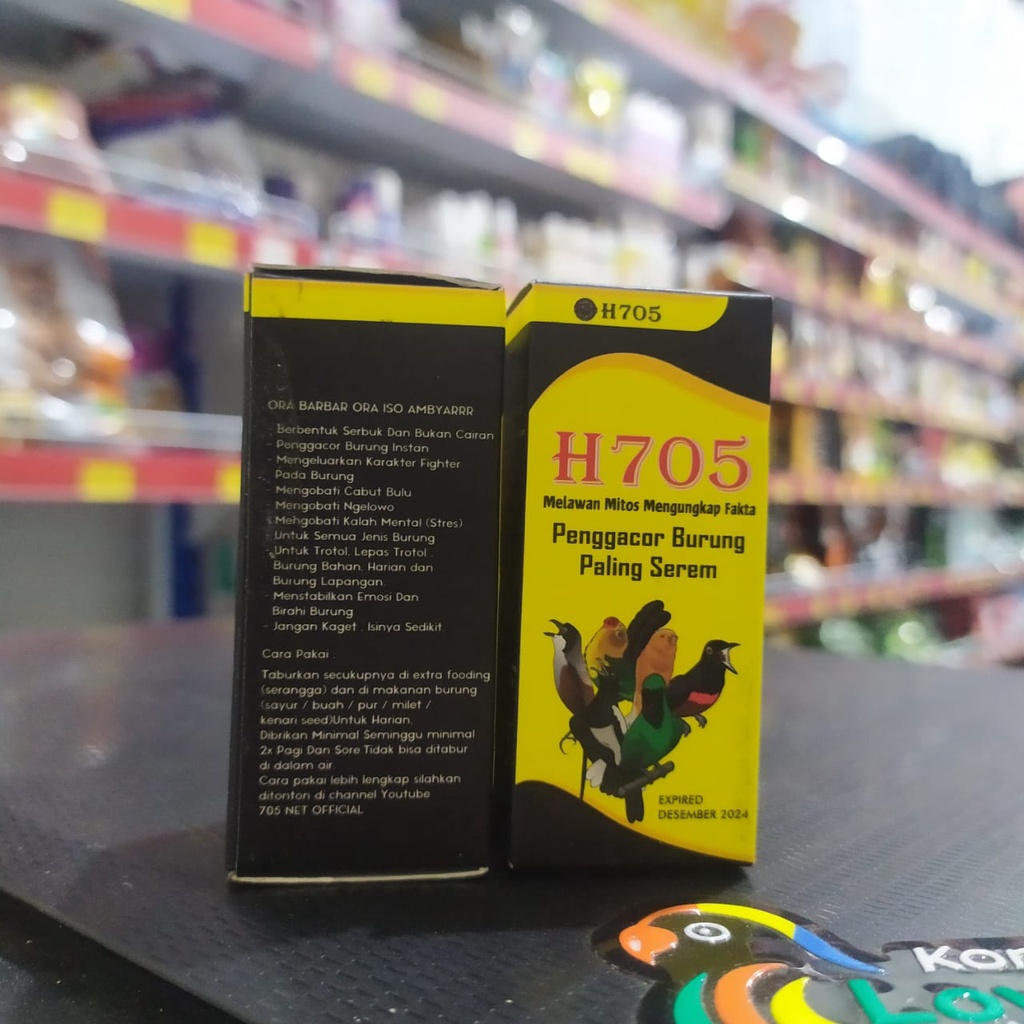 ORA BARBAR ORA ISO AMBYARRR
- Berbentuk Serbuk Dan Bukan Cairan
- Penggacor Burung Instan
- Mengeluarkan Karakter Fighter
Pada Burung
- Mengobati Cabut Bulu
- Mengobati Ngelowo
- Mehgobati Kalah Mental (Stres)
- Untuk Semua Jenis Burung
- Untuk Trotol, Lepas Trotol .
Burung Bahan, Harian dan
Burung Lapangan.
- Menstabilkan Emosi Dan
Birahi Burung
- Jangan Kaget , Isinya Sedikit.
Cara Pakai :
Taburkan secukupnya di extra fooding
(serangga) dan di makanan burung
(sayur / buah / pur / milet /
kenari seed)Untuk Harian,
Dibrikan Minimal Seminggu minimal
2x Pagi Dan Sore Tidak bisa ditabur
di dalam air.
Cara pakai lebih lengkap silahkan
ditonton di channel Youtube
705 NET OFFICIAL
H705
H705
Melawan Mitos Mengungkap Fakta
Penggacor Burung
Paling Serem
EXPIRED
DESEMBER 2024